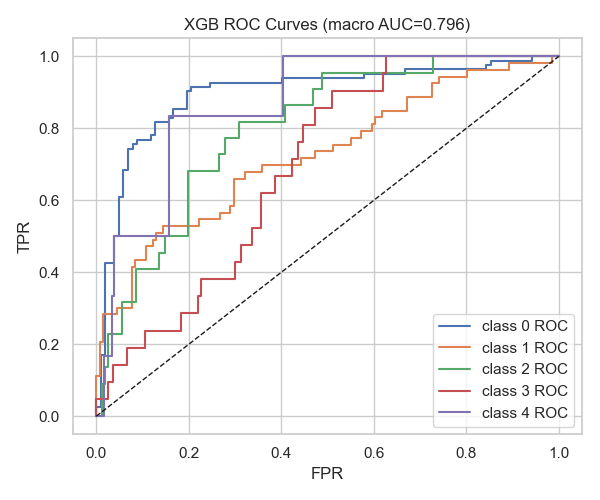 XGB ROC Curves (macro AUC=0.796)
1.0
0.8
0.6
0.4
0.2
0.0
TPR
0.0 0.2 0.4 0.6 0.8 1.0
FPR
class 0 ROC
class 1 ROC
class 2 ROC
class 3 ROC
class 4 ROC